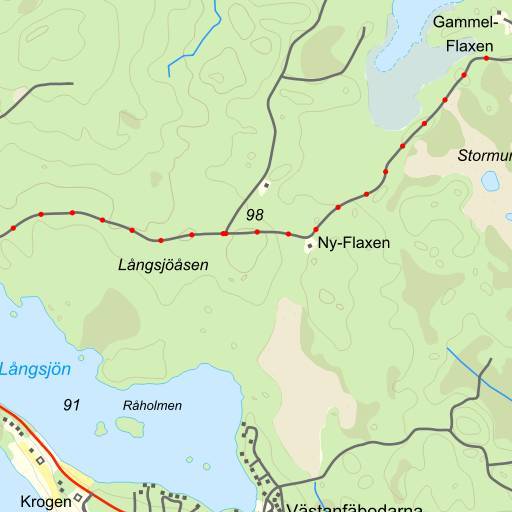 Gammel-
Flaxen
Stormur
98
Ny-Flaxen
Långsjöåsen
Långsjön
91
Råholmen
Krogen
Västanfäbodarna